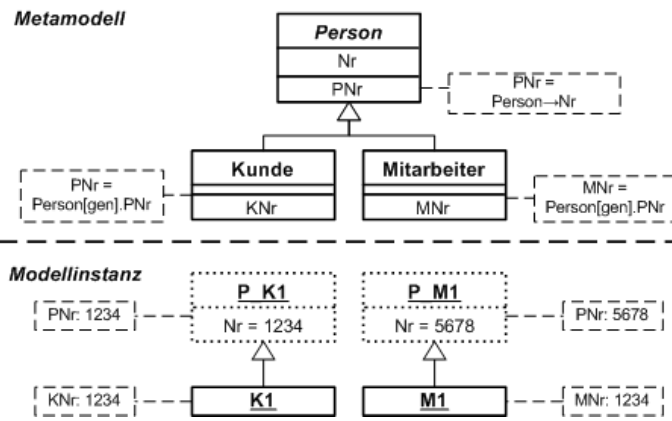 Metamodell
Person
Nr
PNr
PNr =
Person→Nr
Kunde
KNr
Mitarbeiter
MNr
PNr =
Person[gen].PNr
MNr =
Person[gen].PNr
Modellinstanz
P_K1
Nr = 1234
P_M1
Nr = 5678
PNr: 1234
PNr: 5678
KNr: 1234
K1
M1
MNr: 1234